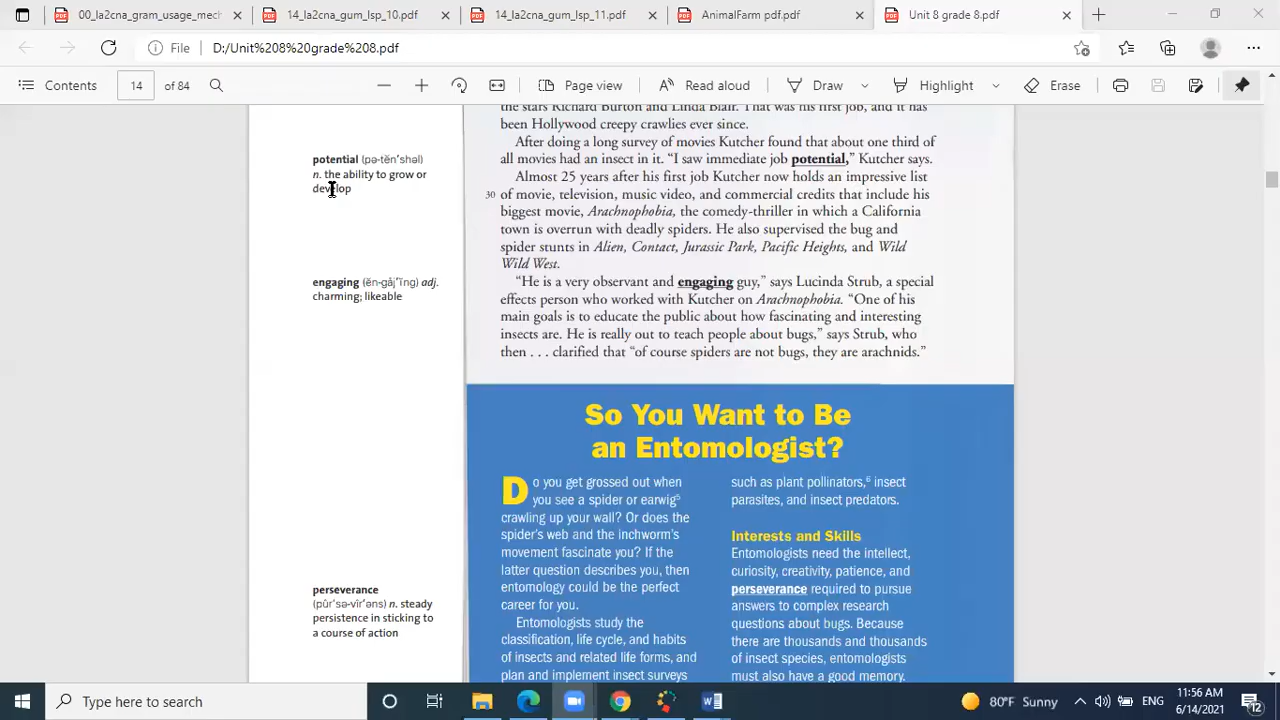 00_la2cna_gram_usage_mech
14_la2cna_gum_lsp_10.pdf
14_la2cna_gum_lsp_11.pdf
AnimalFarm pdf.pdf
Unit 8 grade 8.pdf
File
D:/Unit%208%20grade%208.pdf
Contents
14
of 84
Page view
Read aloud
Draw
Highlight
Erase
the stars Richard Burton and Linda Blair. That was his first job, and it has
been Hollywood creepy crawlies ever since.
After doing a long survey of movies Kutcher found that about one third of
all movies had an insect in it. “I saw immediate job potential,” Kutcher says.
Almost 25 years after his first job Kutcher now holds an impressive list
30 of movie, television, music video, and commercial credits that include his
biggest movie, Arachnophobia, the comedy-thriller in which a California
town is overrun with deadly spiders. He also supervised the bug and
spider stunts in Alien, Contact, Jurassic Park, Pacific Heights, and Wild
Wild West.
“He is a very observant and engaging guy,” says Lucinda Strub, a special
effects person who worked with Kutcher on Arachnophobia. “One of his
main goals is to educate the public about how fascinating and interesting
insects are. He is really out to teach people about bugs,” says Strub, who
then . . . clarified that “of course spiders are not bugs, they are arachnids.”
potential (pə-tĕn′shəl)
n. the ability to grow or
develop
engaging (ĕn-gāj′ĭng) adj.
charming; likeable
perseverance
(pûr′sə-vîr′əns) n. steady
persistence in sticking to
a course of action
So You Want to Be
an Entomologist?
Do you get grossed out when
you see a spider or earwig5
crawling up your wall? Or does the
spider’s web and the inchworm’s
movement fascinate you? If the
latter question describes you, then
entomology could be the perfect
career for you.
Entomologists study the
classification, life cycle, and habits
of insects and related life forms, and
plan and implement insect surveys
such as plant pollinators,6 insect
parasites, and insect predators.
Interests and Skills
Entomologists need the intellect,
curiosity, creativity, patience, and
perseverance required to pursue
answers to complex research
questions about bugs. Because
there are thousands and thousands
of insect species, entomologists
must also have a good memory.
Type here to search
80°F Sunny
ENG
11:56 AM
6/14/2021
12